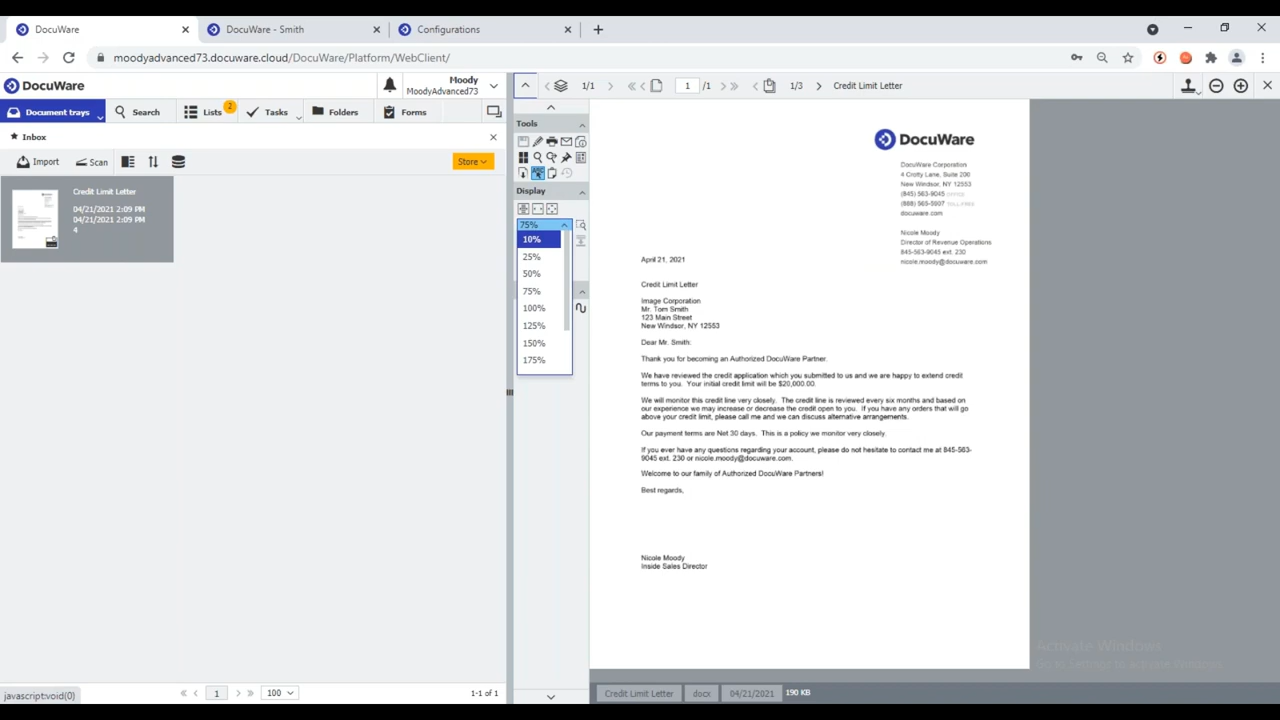 DocuWare
DocuWare - Smith
Configurations
moodyadvanced73.docuware.cloud/DocuWare/Platform/WebClient/
DocuWare
Moody
MoodyAdvanced73
1/1
1 /1
1/3
Credit Limit Letter
Document trays
Search
Lists
2
Tasks
Folders
Forms
Inbox
Import
Scan
Store
Credit Limit Letter
04/21/2021 2:09 PM
04/21/2021 2:09 PM
4
Tools
Display
75%
10%
25%
50%
75%
100%
125%
150%
175%
DocuWare
DocuWare Corporation
4 Crotty Lane, Suite 200
New Windsor, NY 12553
(845) 563-9045 OFFICE
(888) 565-5907 TOLL FREE
docuware.com
Nicole Moody
Director of Revenue Operations
845-563-9045 ext. 230
nicole.moody@docuware.com
April 21, 2021
Credit Limit Letter
Image Corporation
Mr. Tom Smith
123 Main Street
New Windsor, NY 12553
Dear Mr. Smith:
Thank you for becoming an Authorized DocuWare Partner.
We have reviewed the credit application which you submitted to us and we are happy to extend credit
terms to you. Your initial credit limit will be $20,000.00.
We will monitor this credit line very closely. The credit line is reviewed every six months and based on
our experience we may increase or decrease the credit open to you. If you have any orders that will go
above your credit limit, please call me and we can discuss alternative arrangements.
Our payment terms are Net 30 days. This is a policy we monitor very closely.
If you ever have any questions regarding your account, please do not hesitate to contact me at 845-563-
9045 ext. 230 or nicole.moody@docuware.com.
Welcome to our family of Authorized DocuWare Partners!
Best regards,
Nicole Moody
Inside Sales Director
Activate Windows
Go to Settings to activate Windows.
javascript:void(0)
1
100
1-1 of 1
Credit Limit Letter
docx
04/21/2021
190 KB